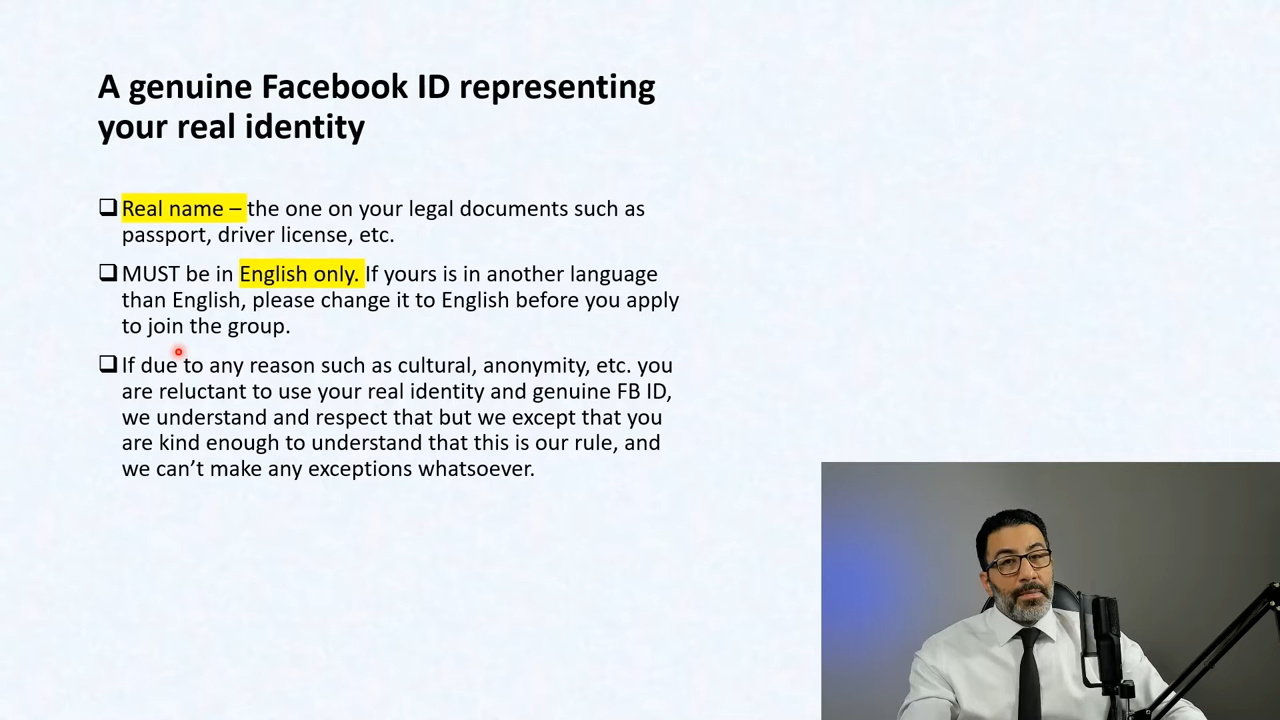 A genuine Facebook ID representing
your real identity
Real name – the one on your legal documents such as
passport, driver license, etc.
MUST be in English only. If yours is in another language
than English, please change it to English before you apply
to join the group.
If due to any reason such as cultural, anonymity, etc. you
are reluctant to use your real identity and genuine FB ID,
we understand and respect that but we except that you
are kind enough to understand that this is our rule, and
we can’t make any exceptions whatsoever.